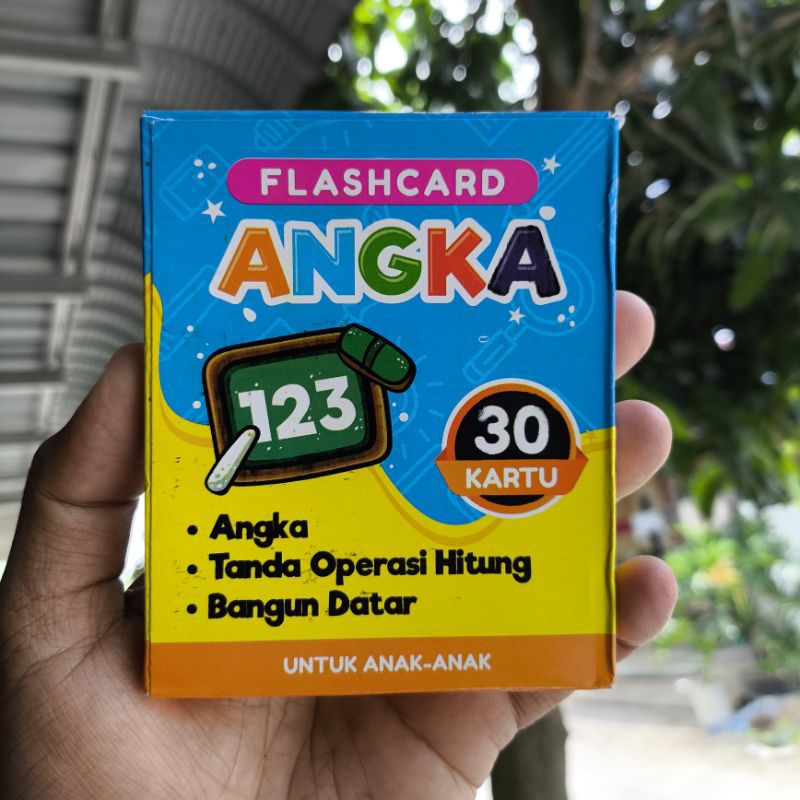 FLASHCARD
ANGKA
123
30
KARTU
• Angka
• Tanda Operasi Hitung
• Bangun Datar
UNTUK ANAK-ANAK